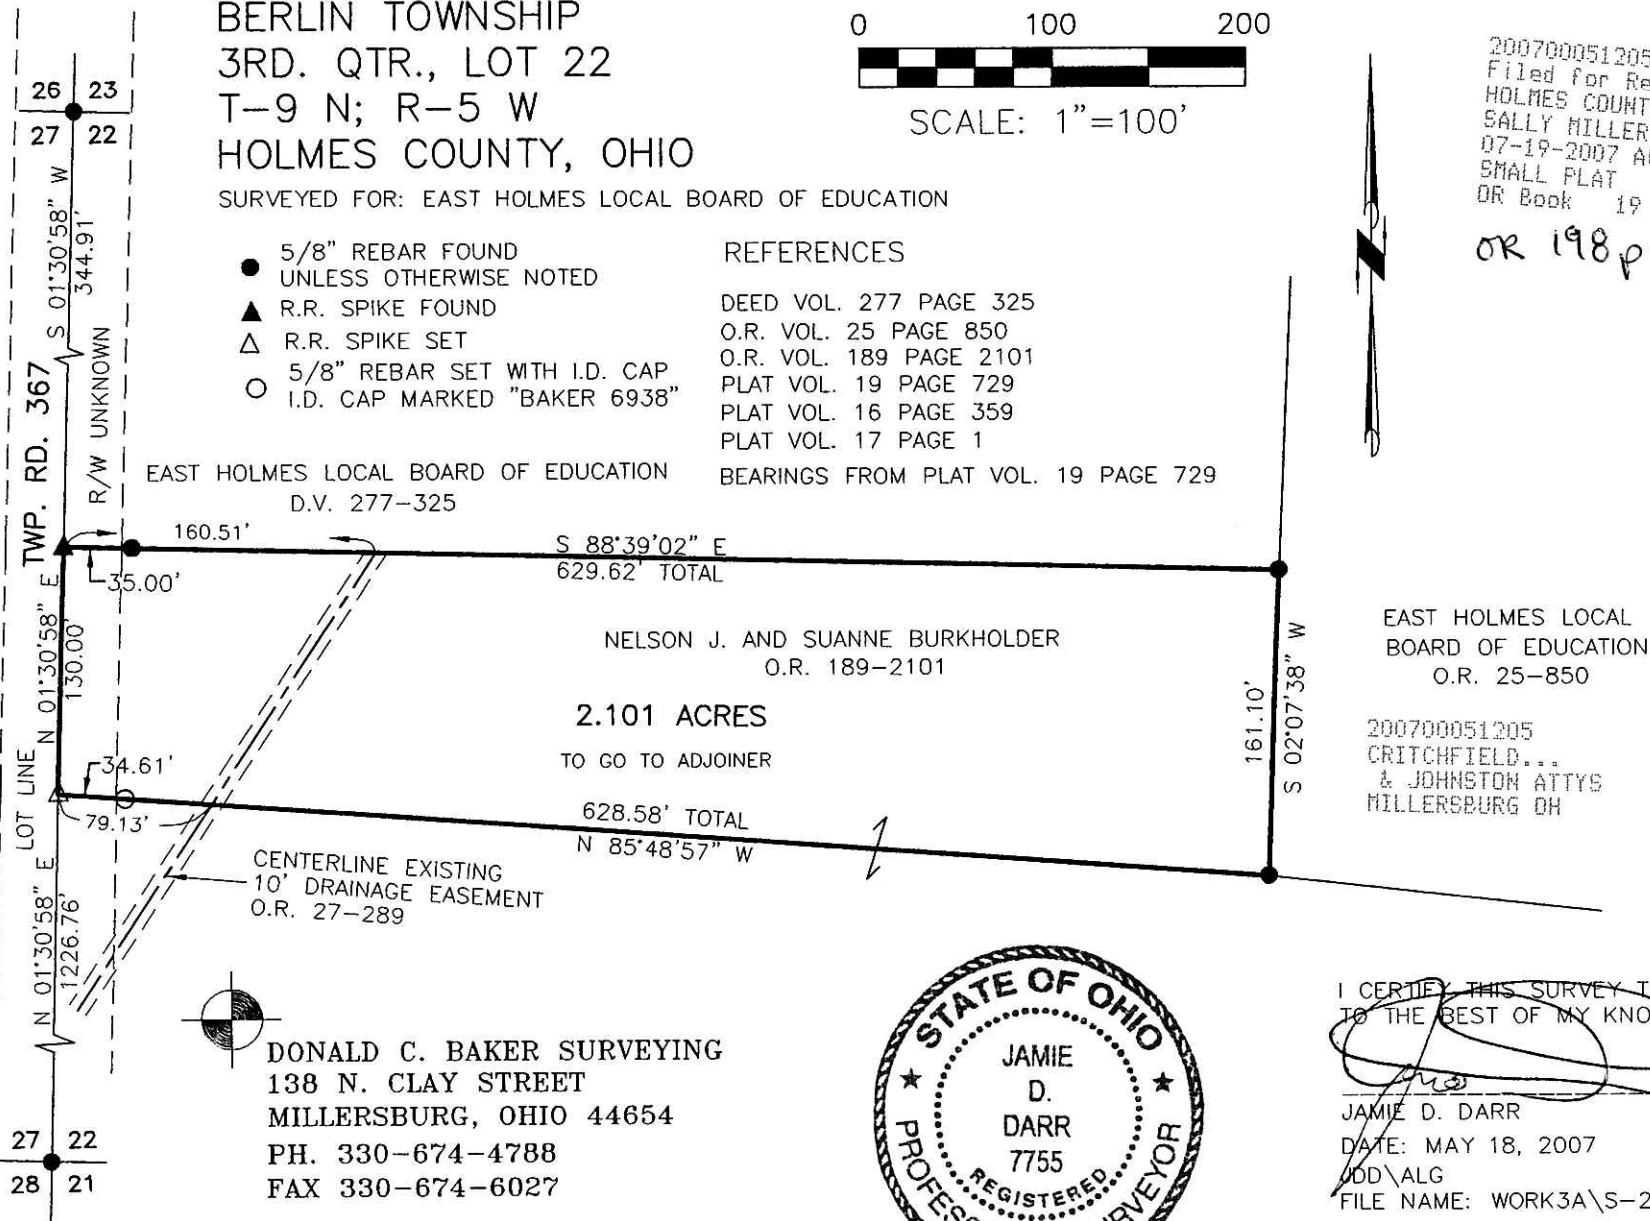 BERLIN TOWNSHIP
3RD. QTR., LOT 22
T-9 N; R-5 W
HOLMES COUNTY, OHIO
SURVEYED FOR: EAST HOLMES LOCAL BOARD OF EDUCATION
0 100 200
SCALE: 1"=100'
200700051205
Filed for Re
HOLMES COUNT
SALLY MILLER
07-19-2007 A
SMALL PLAT
OR Book 19
OR 198 P
26 23
27 22
S 01°30'58" W
344.91'
TWP. RD. 367
R/W UNKNOWN
5/8" REBAR FOUND
UNLESS OTHERWISE NOTED
R.R. SPIKE FOUND
R.R. SPIKE SET
5/8" REBAR SET WITH I.D. CAP
I.D. CAP MARKED "BAKER 6938"
REFERENCES
DEED VOL. 277 PAGE 325
O.R. VOL. 25 PAGE 850
O.R. VOL. 189 PAGE 2101
PLAT VOL. 19 PAGE 729
PLAT VOL. 16 PAGE 359
PLAT VOL. 17 PAGE 1
BEARINGS FROM PLAT VOL. 19 PAGE 729
EAST HOLMES LOCAL BOARD OF EDUCATION
D.V. 277-325
160.51'
35.00'
S 88°39'02" E
629.62' TOTAL
N 01°30'58" E
130.00'
NELSON J. AND SUANNE BURKHOLDER
O.R. 189-2101
2.101 ACRES
TO GO TO ADJOINER
161.10'
S 02°07'38" W
EAST HOLMES LOCAL
BOARD OF EDUCATION
O.R. 25-850
200700051205
CRITCHFIELD...
& JOHNSTON ATTYS
MILLERSBURG OH
LOT LINE
34.61'
79.13'
628.58' TOTAL
N 85°48'57" W
CENTERLINE EXISTING
10' DRAINAGE EASEMENT
O.R. 27-289
N 01°30'58" E
1226.76'
27 22
28 21
DONALD C. BAKER SURVEYING
138 N. CLAY STREET
MILLERSBURG, OHIO 44654
PH. 330-674-4788
FAX 330-674-6027
STATE OF OHIO
JAMIE
D.
DARR
7755
REGISTERED
I CERTIFY THIS SURVEY T
TO THE BEST OF MY KNO
JAMIE D. DARR
DATE: MAY 18, 2007
JDD\ALG
FILE NAME: WORK3A\S-2